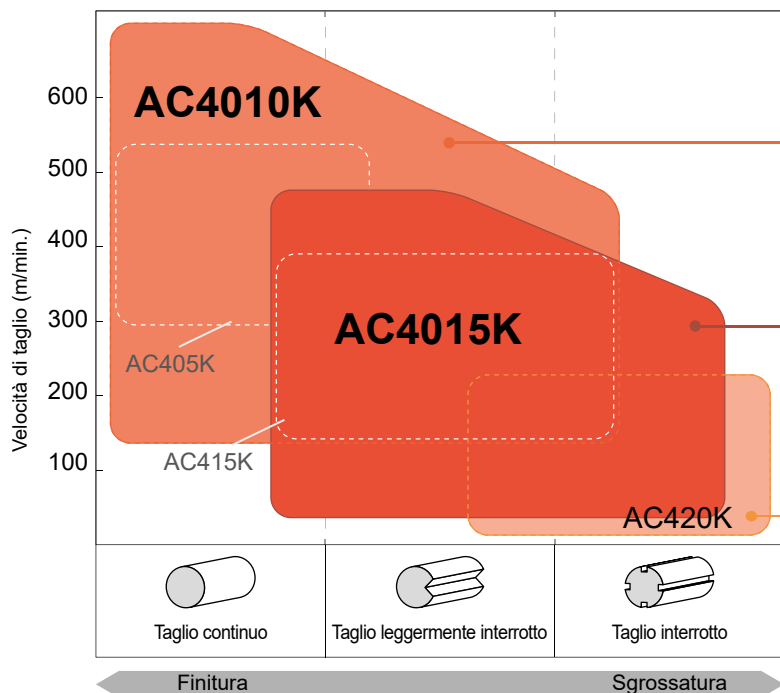 Velocità di taglio (m/min.)
600
500
400
300
200
100
AC4010K
AC4015K
AC405K
AC415K
AC420K
Taglio continuo
Taglio leggermente interrotto
Taglio interrotto
Finitura
Sgrossatura